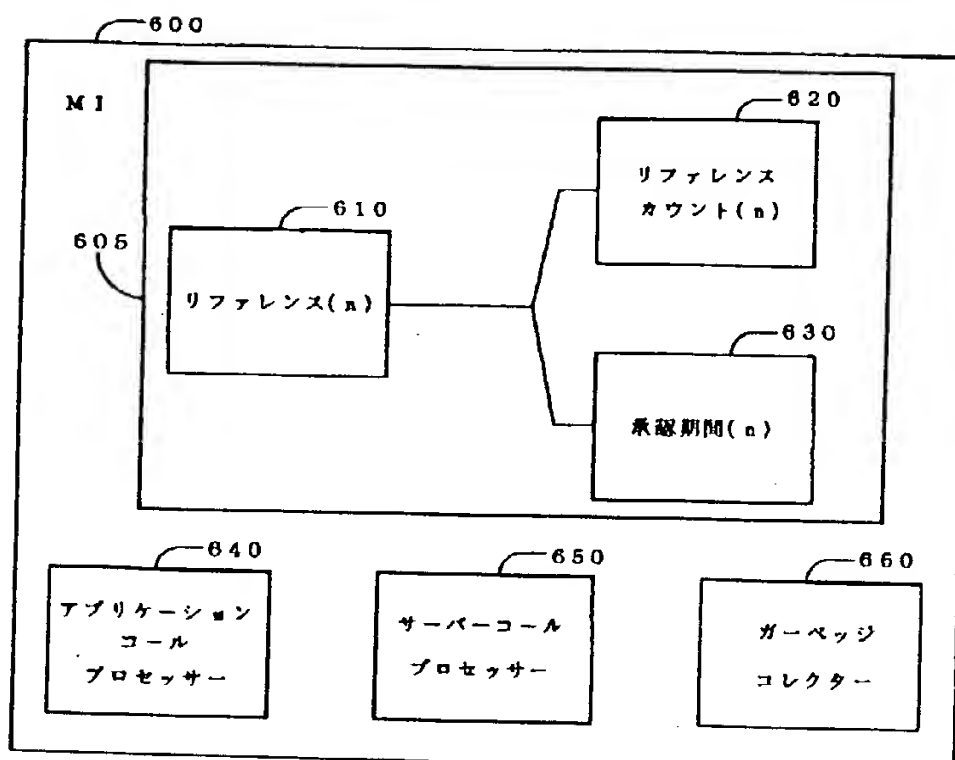 600
MI
620
リファレンス
カウント(n)
610
605
リファレンス(n)
630
承認期間(n)
640
650
660
アプリケーション
コール
プロセッサー
サーバーコール
プロセッサー
ガーベッジ
コレクター